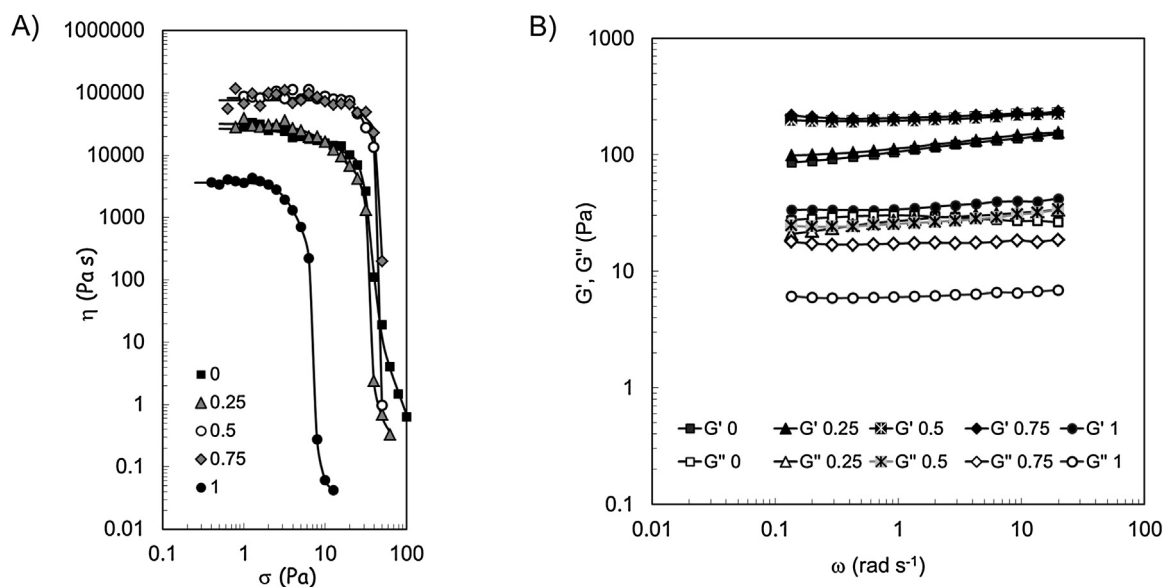 A)
1000000
100000
10000
1000
100
10
1
0.1
0.01
η (Pa s)
0
0.25
0.5
0.75
1
0.1 1 10 100
σ (Pa)
B)
1000
100
10
1
0.1
G', G'' (Pa)
G' 0 G' 0.25 G' 0.5 G' 0.75 G' 1
G'' 0 G'' 0.25 G'' 0.5 G'' 0.75 G'' 1
0.01 0.1 1 10 100
ω (rad s⁻¹)